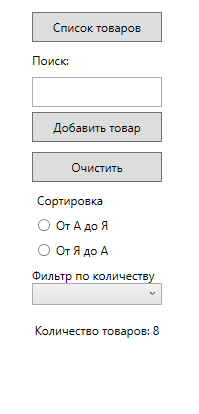 Список товаров
Поиск:
Добавить товар
Очистить
Сортировка
От А до Я
От Я до А
Фильтр по количеству
Количество товаров: 8